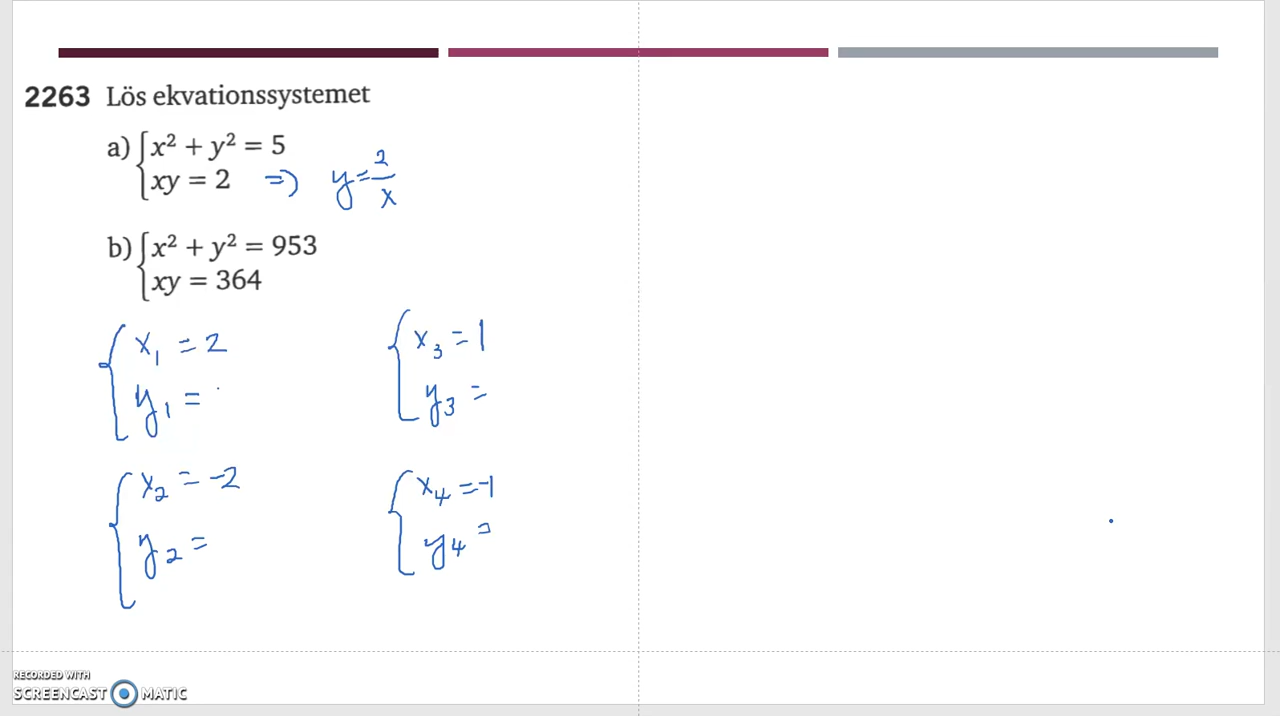 2263 Lös ekvationssystemet
a) x² + y² = 5
xy = 2 => y = 2/x
b) x² + y² = 953
xy = 364
x₁ = 2
y₁ =
x₃ = 1
y₃ =
x₂ = -2
y₂ =
x₄ = -1
y₄ =
RECORDED WITH
SCREENCAST MATIC